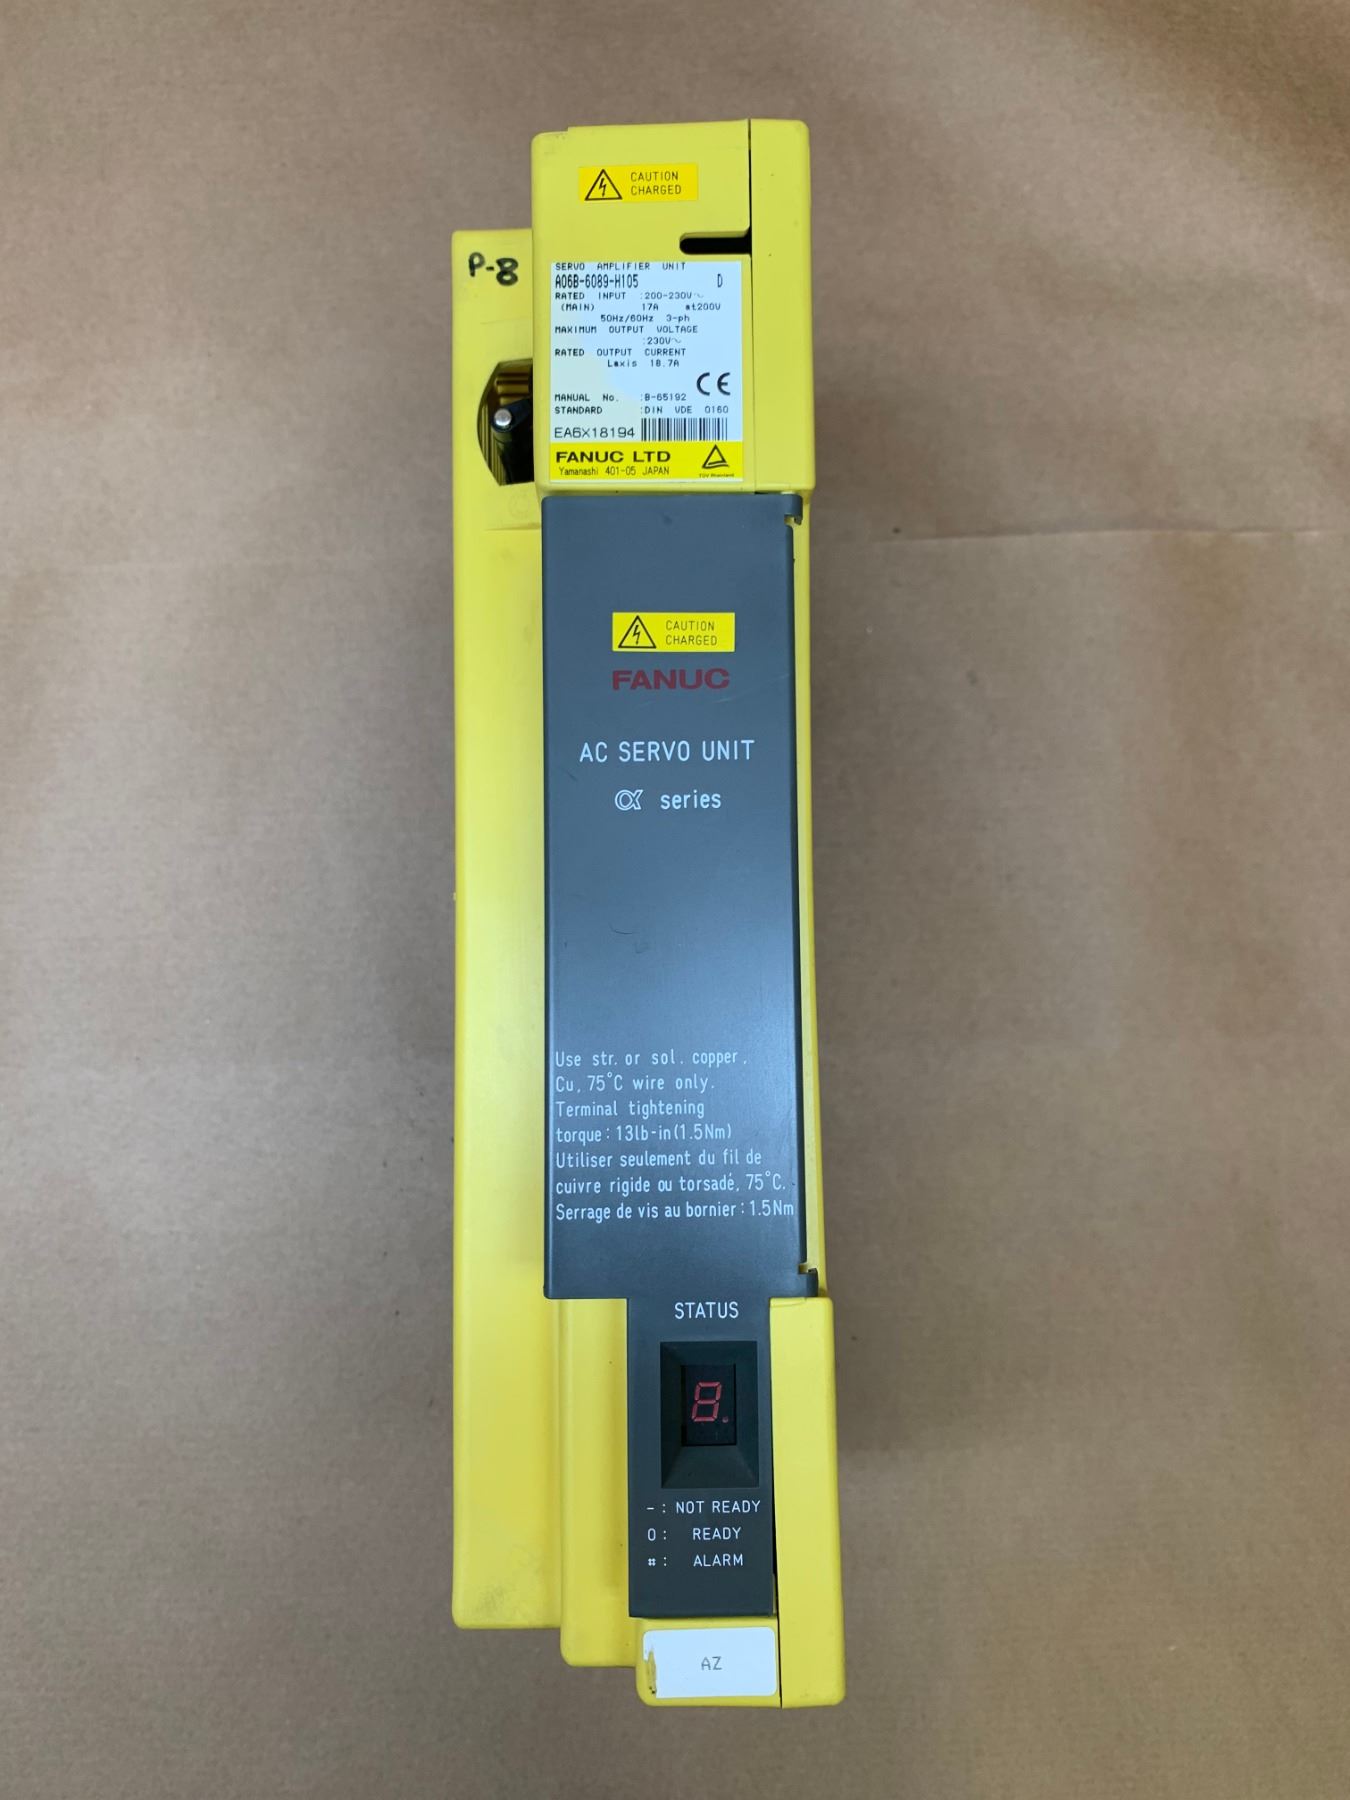 CAUTION
CHARGED
P-8
SERVO AMPLIFIER UNIT
A06B-6089-H105 D
RATED INPUT :200-230V~
(MAIN) 17A at200V
50Hz/60Hz 3-ph
MAXIMUM OUTPUT VOLTAGE
:230V~
RATED OUTPUT CURRENT
Laxis 18.7A
CE
MANUAL No. :B-65192
STANDARD :DIN VDE 0160
EA6X18194
FANUC LTD
Yamanashi 401-05 JAPAN
TÜV Rheinland
CAUTION
CHARGED
FANUC
AC SERVO UNIT
α series
Use str. or sol. copper,
Cu, 75°C wire only.
Terminal tightening
torque: 13lb-in(1.5Nm)
Utiliser seulement du fil de
cuivre rigide ou torsadé, 75°C.
Serrage de vis au bornier: 1.5Nm
STATUS
8.
- : NOT READY
0 : READY
# : ALARM
AZ